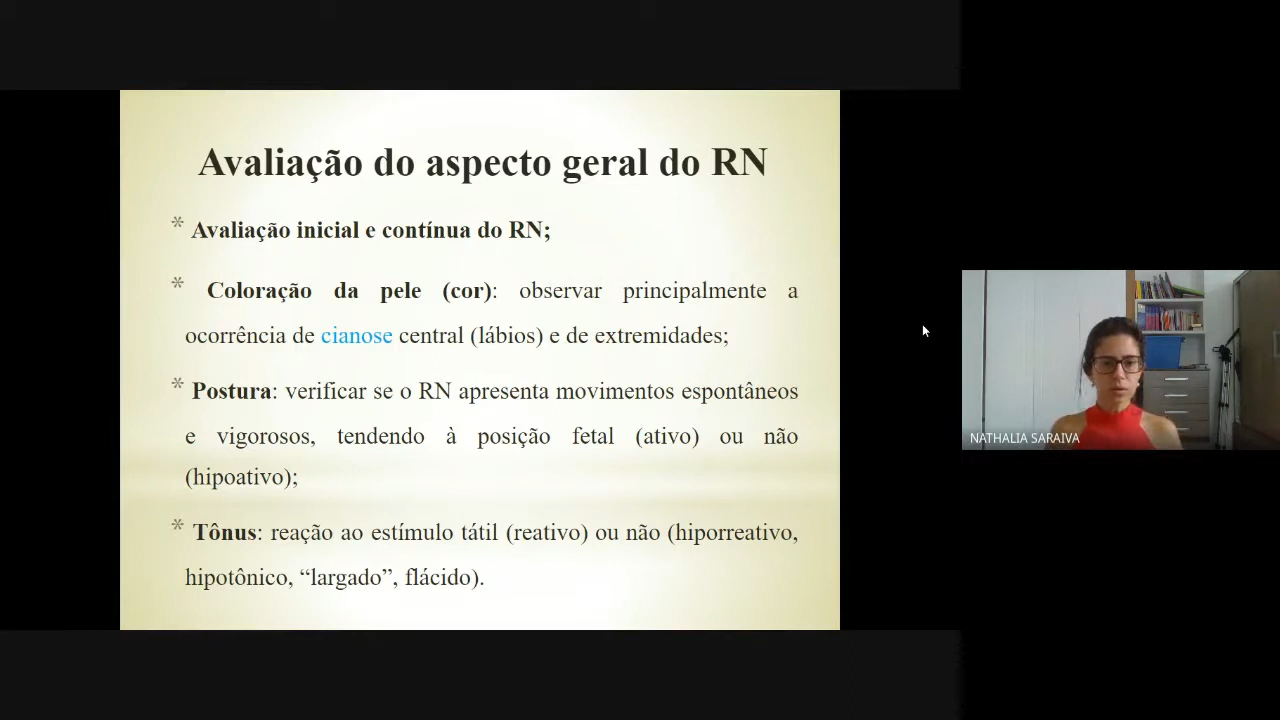 Avaliação do aspecto geral do RN
* Avaliação inicial e contínua do RN;
* Coloração da pele (cor): observar principalmente a
ocorrência de cianose central (lábios) e de extremidades;
* Postura: verificar se o RN apresenta movimentos espontâneos
e vigorosos, tendendo à posição fetal (ativo) ou não
(hipoativo);
* Tônus: reação ao estímulo tátil (reativo) ou não (hiporreativo,
hipotônico, “largado”, flácido).
NATHALIA SARAIVA